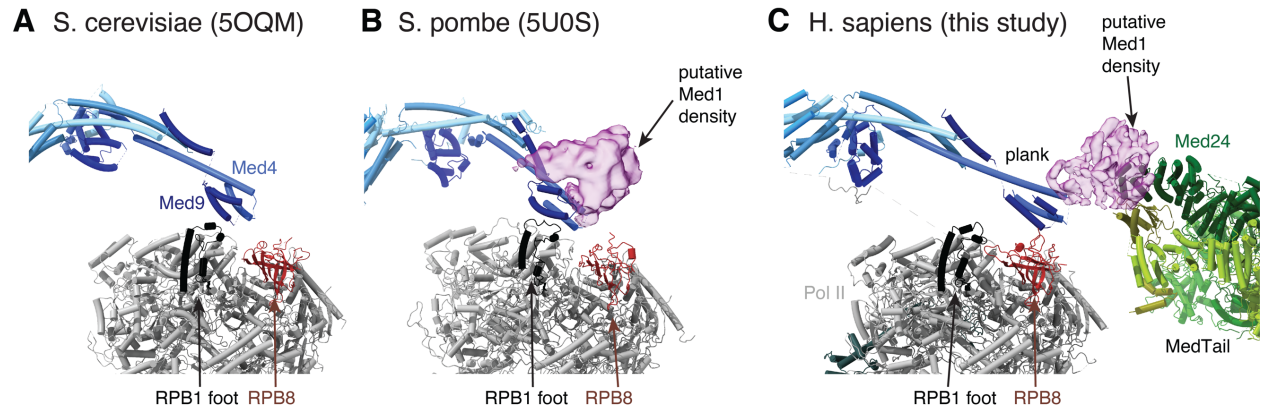 A S. cerevisiae (5OQM)
Med4
Med9
RPB1 foot RPB8
B S. pombe (5U0S)
putative
Med1
density
RPB1 foot RPB8
C H. sapiens (this study)
putative
Med1
density
plank
Med24
Pol II
MedTail
RPB1 foot RPB8